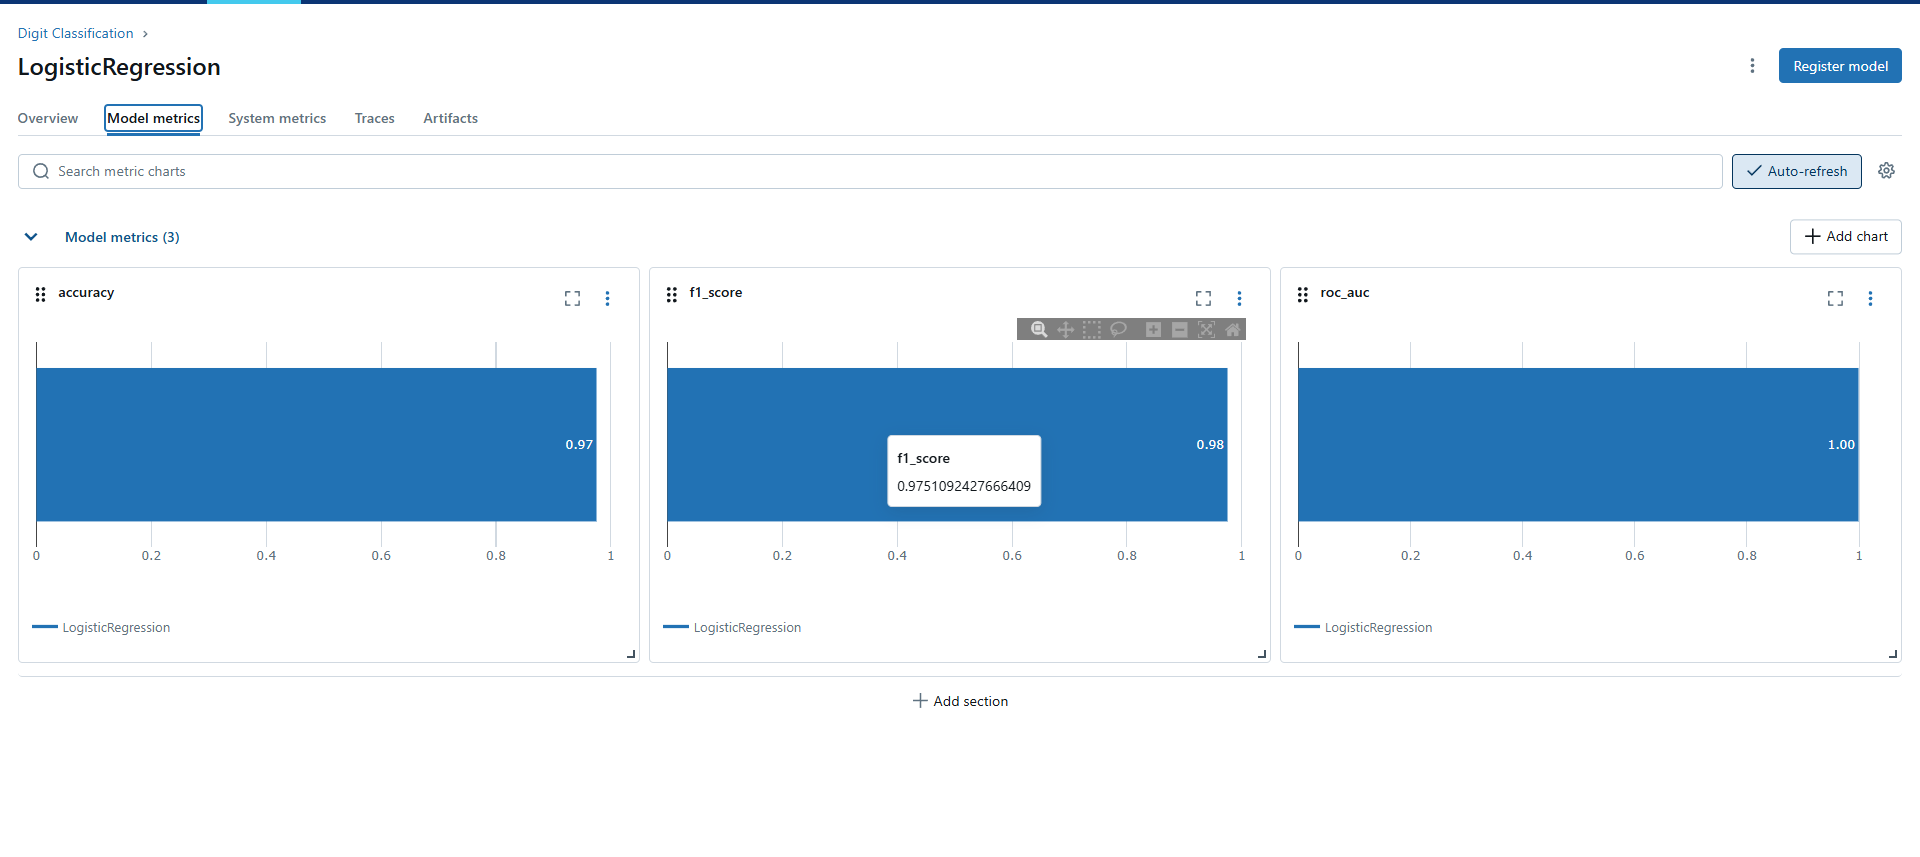 Digit Classification
LogisticRegression
Register model
Overview Model metrics System metrics Traces Artifacts
Search metric charts
Auto-refresh
Model metrics (3)
Add chart
accuracy
0.97
0 0.2 0.4 0.6 0.8 1
LogisticRegression
f1_score
0.98
f1_score
0.9751092427666409
0 0.2 0.4 0.6 0.8 1
LogisticRegression
roc_auc
1.00
0 0.2 0.4 0.6 0.8 1
LogisticRegression
Add section